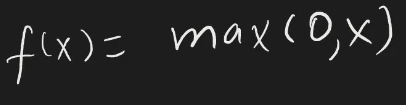 f(x) = max(0,x)